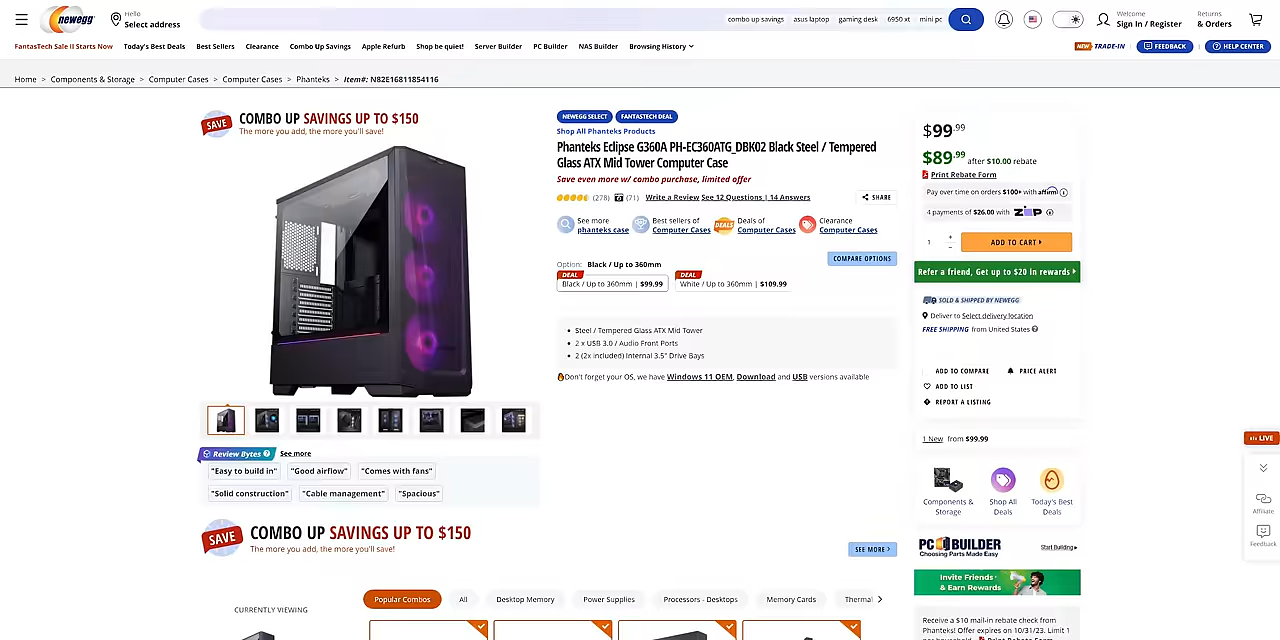 newegg
Hello
Select address
combo up savings asus laptop gaming desk 6950 xt mini pc
Welcome
Sign In / Register
Returns
& Orders
FantasTech Sale II Starts Now Today's Best Deals Best Sellers Clearance Combo Up Savings Apple Refurb Shop be quiet! Server Builder PC Builder NAS Builder Browsing History
NEW TRADE-IN FEEDBACK HELP CENTER
Home > Components & Storage > Computer Cases > Computer Cases > Phanteks > Item#: N82E16811854116
SAVE
COMBO UP SAVINGS UP TO $150
The more you add, the more you'll save!
"Easy to build in" "Good airflow" "Comes with fans"
"Solid construction" "Cable management" "Spacious"
Review Bytes See more
NEWEGG SELECT FANTASTECH DEAL
Shop All Phanteks Products
Phanteks Eclipse G360A PH-EC360ATG_DBK02 Black Steel / Tempered
Glass ATX Mid Tower Computer Case
Save even more w/ combo purchase, limited offer
(278) (71) Write a Review See 12 Questions | 14 Answers
SHARE
See more
phanteks case
Best sellers of
Computer Cases
DEALS
Deals of
Computer Cases
Clearance
Computer Cases
COMPARE OPTIONS
Option: Black / Up to 360mm
DEAL
Black / Up to 360mm | $99.99
DEAL
White / Up to 360mm | $109.99
Steel / Tempered Glass ATX Mid Tower
2 x USB 3.0 / Audio Front Ports
2 (2x included) Internal 3.5" Drive Bays
Don't forget your OS, we have Windows 11 OEM, Download and USB versions available
$99.99
$89.99 after $10.00 rebate
Print Rebate Form
Pay over time on orders $100+ with affirm
4 payments of $26.00 with ZIP
1
+
-
ADD TO CART
Refer a friend, Get up to $20 in rewards
SOLD & SHIPPED BY NEWEGG
Deliver to Select delivery location
FREE SHIPPING from United States
ADD TO COMPARE PRICE ALERT
ADD TO LIST
REPORT A LISTING
1 New from $99.99
Components &
Storage
Shop All
Deals
Today's Best
Deals
PC BUILDER
Choosing Parts Made Easy
Start Building
Invite Friends
& Earn Rewards
Receive a $10 mail-in rebate check from
Phanteks! Offer expires on 10/31/23. Limit 1
LIVE
Affiliate
Feedback
SAVE
COMBO UP SAVINGS UP TO $150
The more you add, the more you'll save!
SEE MORE
CURRENTLY VIEWING
Popular Combos All Desktop Memory Power Supplies Processors - Desktops Memory Cards Thermal